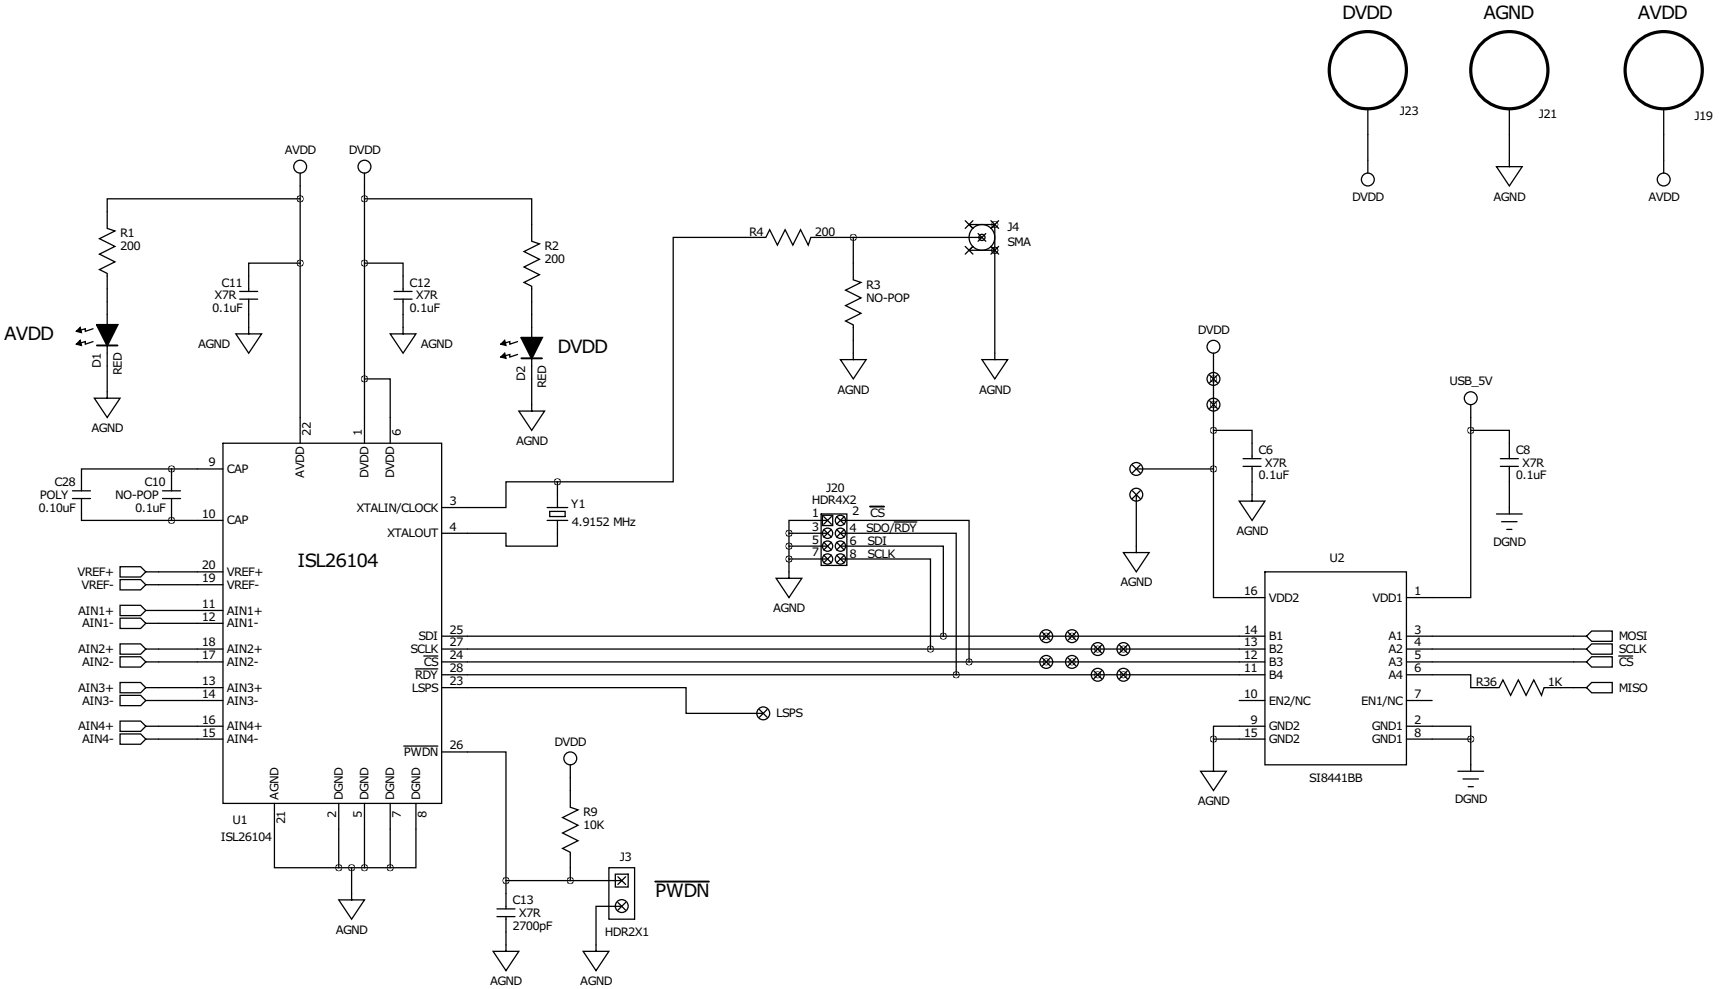 DVDD
AGND
AVDD
J23
J21
J19
DVDD
AGND
AVDD
AVDD
DVDD
R1
200
R2
200
C11
X7R
0.1uF
C12
X7R
0.1uF
AGND
AGND
AVDD
D1
RED
AGND
DVDD
D2
RED
AGND
R4
200
J4
SMA
R3
NO-POP
AGND
AGND
22
1
6
AVDD
DVDD
DVDD
C28
POLY
0.10uF
C10
NO-POP
0.1uF
9
CAP
10
CAP
XTALIN/CLOCK
3
XTALOUT
4
Y1
4.9152 MHz
ISL26104
VREF+
20
VREF+
VREF-
19
VREF-
AIN1+
11
AIN1+
AIN1-
12
AIN1-
AIN2+
18
AIN2+
AIN2-
17
AIN2-
AIN3+
13
AIN3+
AIN3-
14
AIN3-
AIN4+
16
AIN4+
AIN4-
15
AIN4-
SDI
25
SCLK
27
CS
24
RDY
28
LSPS
23
LSPS
PWDN
26
AGND
DGND
DGND
DGND
DGND
21
2
5
7
8
U1
ISL26104
AGND
DVDD
R9
10K
J3
PWDN
HDR2X1
C13
X7R
2700pF
AGND
AGND
J20
HDR4X2
1
2
CS
3
4
SDO/RDY
5
6
SDI
7
8
SCLK
AGND
DVDD
C6
X7R
0.1uF
AGND
AGND
USB_5V
C8
X7R
0.1uF
DGND
U2
16
VDD2
VDD1
1
14
B1
A1
3
MOSI
13
B2
A2
4
SCLK
12
B3
A3
5
CS
11
B4
A4
6
R36
1K
MISO
10
EN2/NC
EN1/NC
7
9
GND2
GND1
2
15
GND2
GND1
8
SI8441BB
AGND
DGND